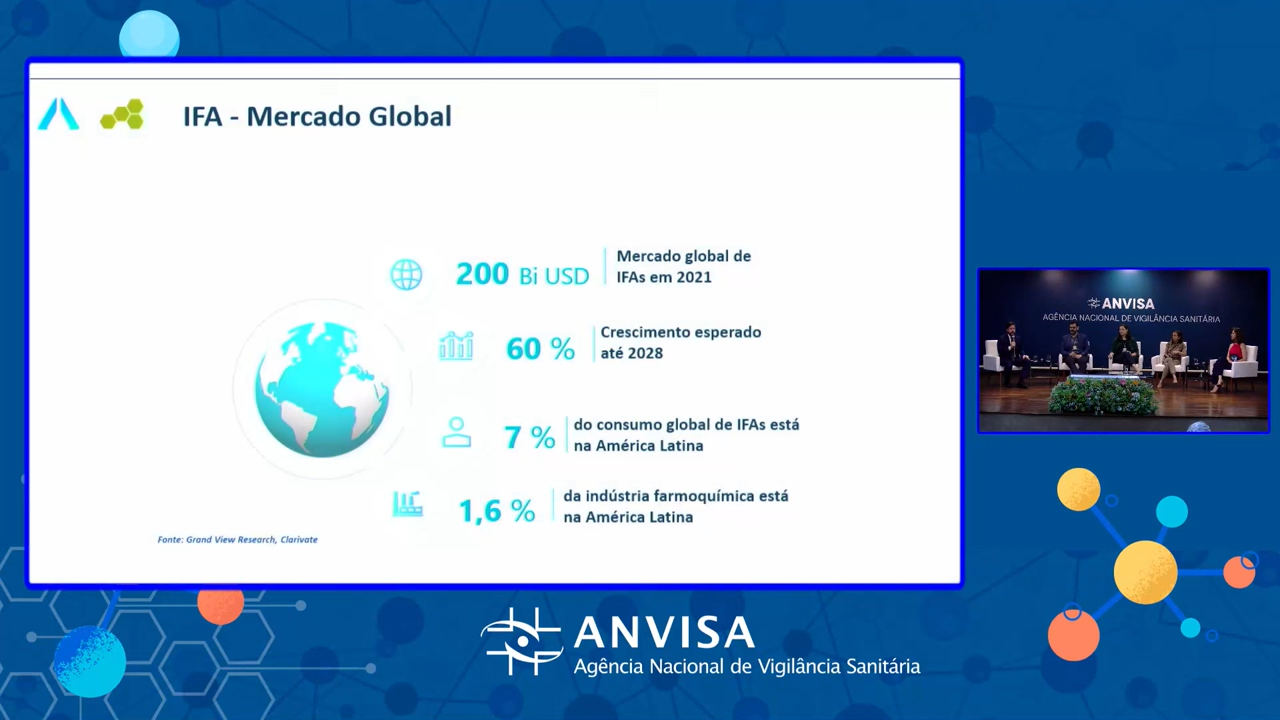 IFA - Mercado Global
200 Bi USD
Mercado global de
IFAs em 2021
60 %
Crescimento esperado
até 2028
7 %
do consumo global de IFAs está
na América Latina
1,6 %
da indústria farmoquímica está
na América Latina
Fonte: Grand View Research, Clarivate
ANVISA
AGÊNCIA NACIONAL DE VIGILÂNCIA SANITÁRIA
ANVISA
Agência Nacional de Vigilância Sanitária